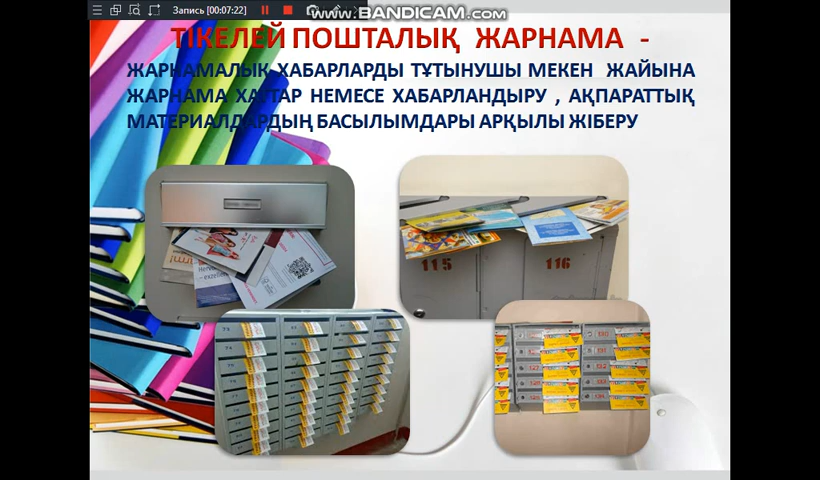 Запись [00:07:22]
www.BANDICAM.com
ТІКЕЛЕЙ ПОШТАЛЫҚ ЖАРНАМА -
ЖАРНАМАЛЫК ХАБАРЛАРДЫ ТҰТЫНУШЫ МЕКЕН ЖАЙЫНА
ЖАРНАМА ХАТТАР НЕМЕСЕ ХАБАРЛАНДЫРУ , АҚПАРАТТЫҚ
МАТЕРИАЛДАРДЫҢ БАСЫЛЫМДАРЫ АРҚЫЛЫ ЖІБЕРУ
115 116